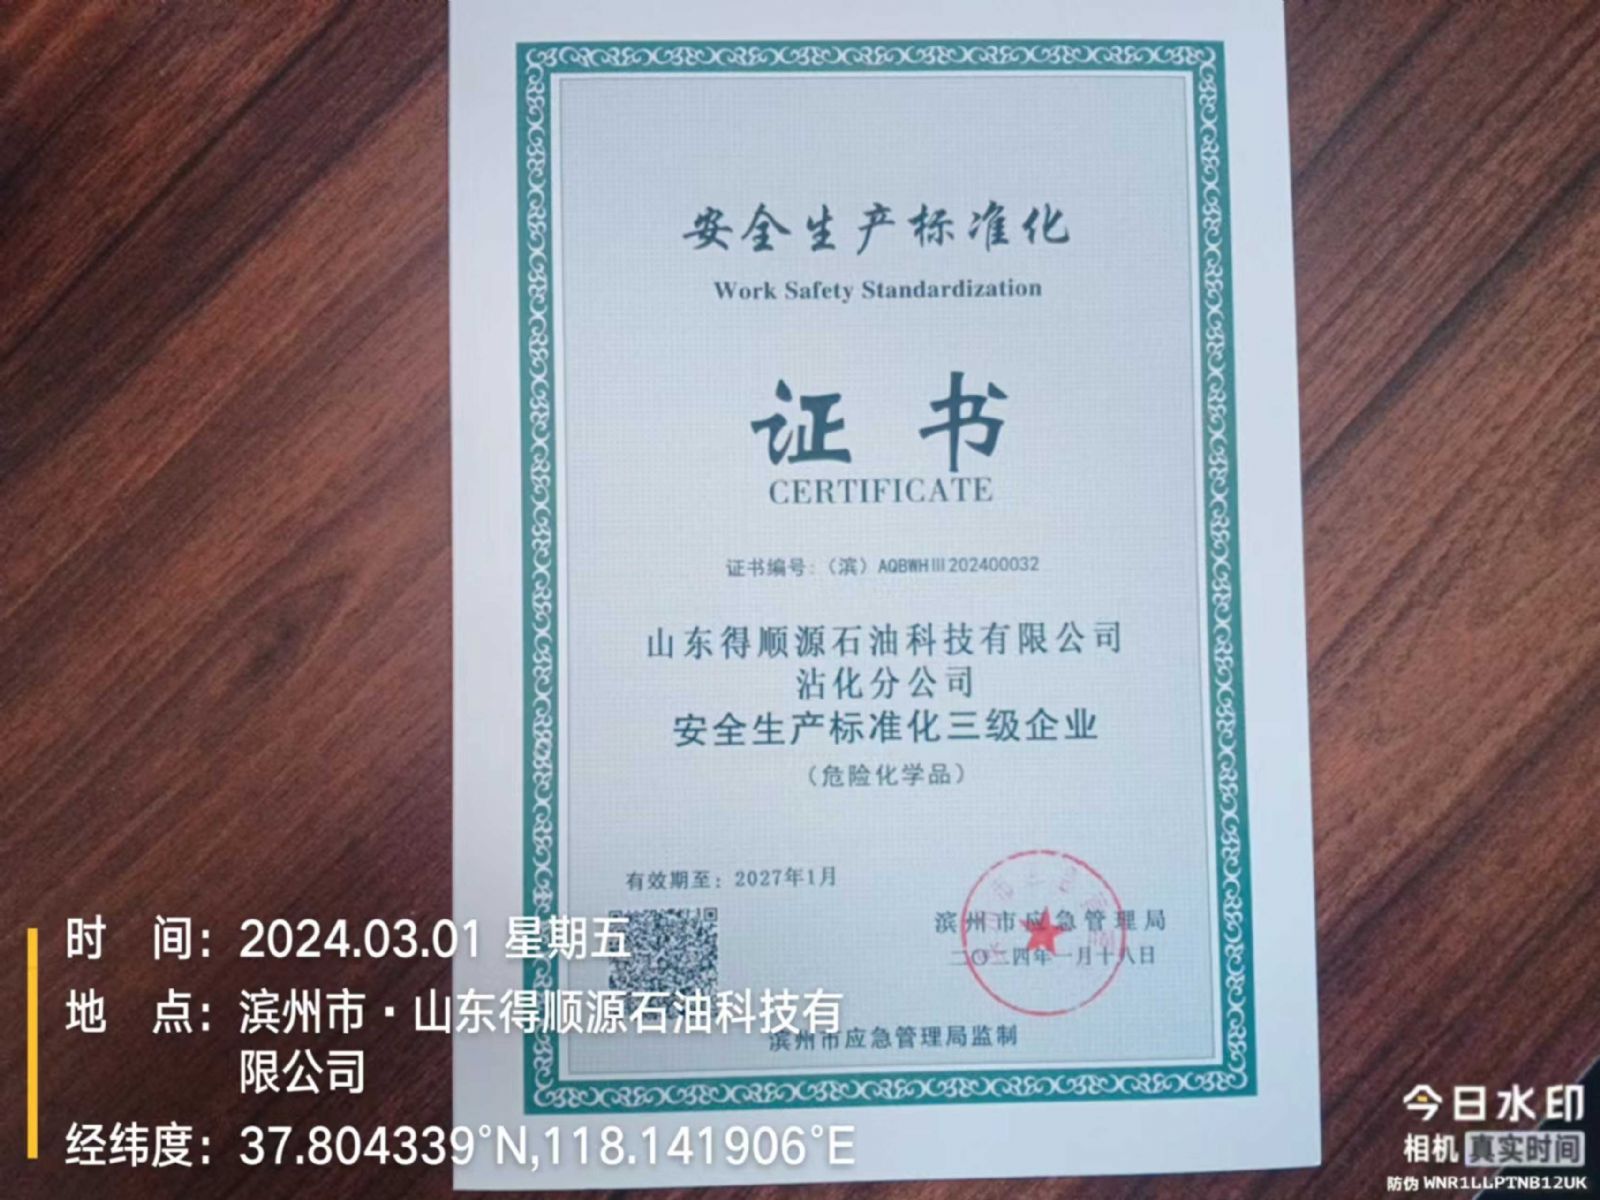 安全生产标准化
Work Safety Standardization
证 书
CERTIFICATE
证书编号：（滨）AQBWHⅢ202400032
山东得顺源石油科技有限公司
沾化分公司
安全生产标准化三级企业
（危险化学品）
有效期至：2027年1月
滨州市应急管理局
二〇二四年一月十八日
滨州市应急管理局监制
时 间：2024.03.01 星期五
地 点：滨州市·山东得顺源石油科技有
限公司
经纬度：37.804339°N,118.141906°E
今日水印
相机 真实时间
防伪 WNR1LLPTNB12UK